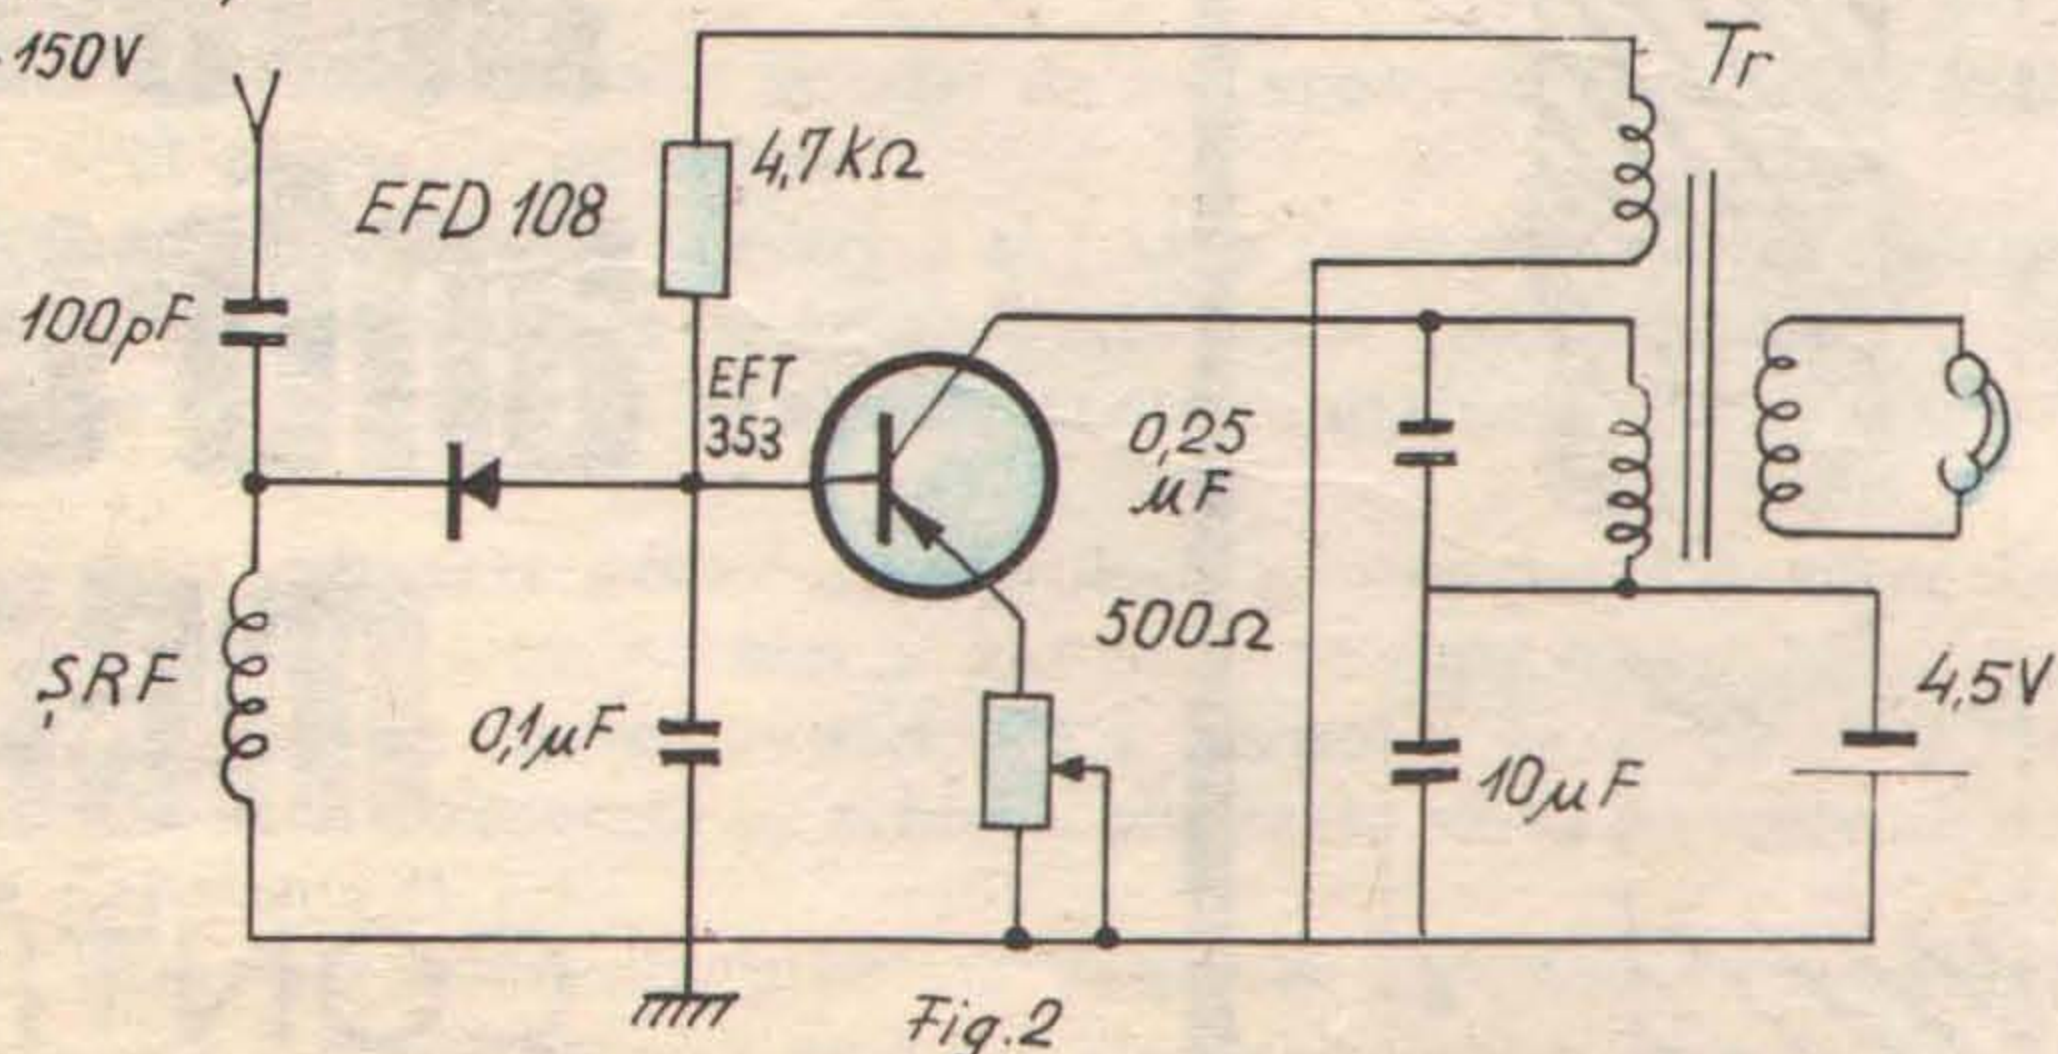 150V
Tr
4,7kΩ
EFD 108
100pF
EFT
353
0,25
μF
500Ω
ŞRF
0,1μF
10μF
4,5V
Fig.2